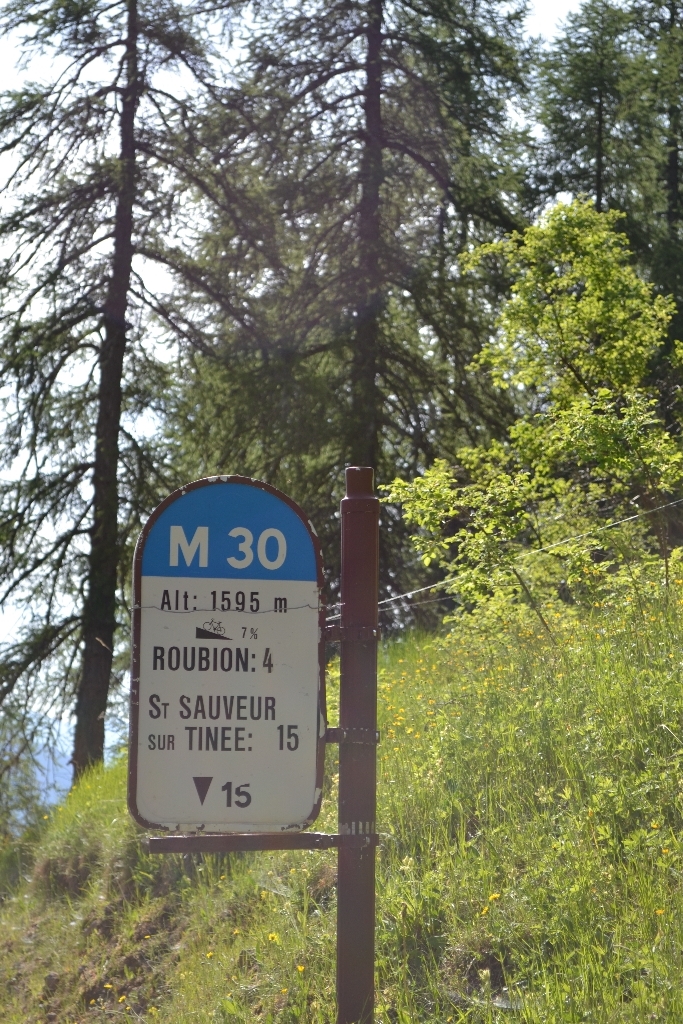 M 30
Alt: 1595 m
7%
ROUBION: 4
ST SAUVEUR
SUR TINEE: 15
15